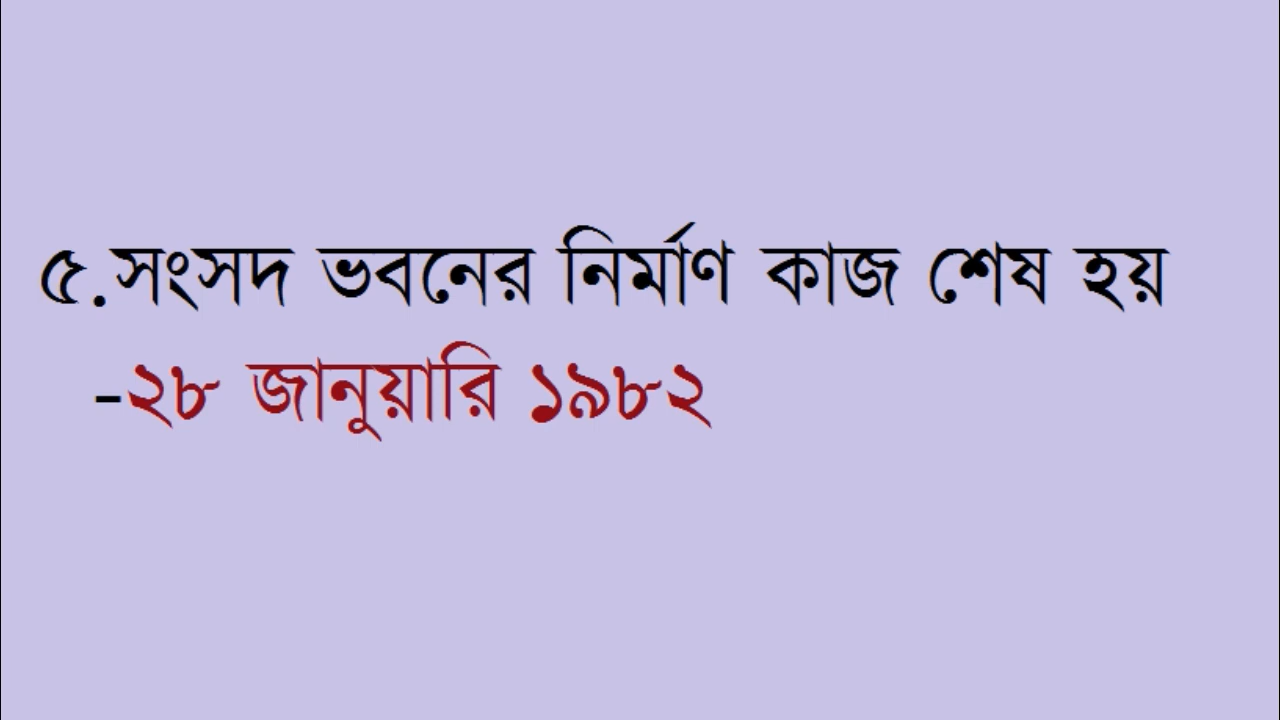 ৫.সংসদ ভবনের নির্মাণ কাজ শেষ হয়
-২৮ জানুয়ারি ১৯৮২